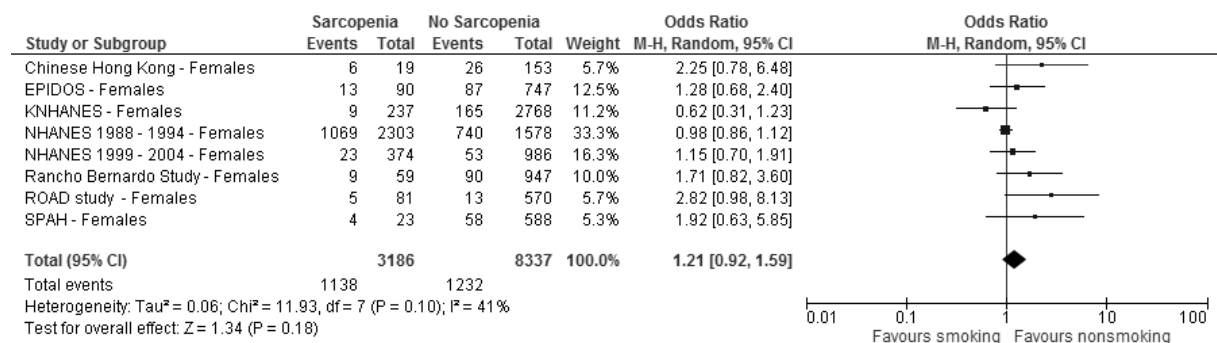 Sarcopenia No Sarcopenia Odds Ratio Odds Ratio
Study or Subgroup Events Total Events Total Weight M-H, Random, 95% CI M-H, Random, 95% CI
Chinese Hong Kong - Females 6 19 26 153 5.7% 2.25 [0.78, 6.48]
EPIDOS - Females 13 90 87 747 12.5% 1.28 [0.68, 2.40]
KNHANES - Females 9 237 165 2768 11.2% 0.62 [0.31, 1.23]
NHANES 1988 - 1994 - Females 1069 2303 740 1578 33.3% 0.98 [0.86, 1.12]
NHANES 1999 - 2004 - Females 23 374 53 986 16.3% 1.15 [0.70, 1.91]
Rancho Bernardo Study - Females 9 59 90 947 10.0% 1.71 [0.82, 3.60]
ROAD study - Females 5 81 13 570 5.7% 2.82 [0.98, 8.13]
SPAH - Females 4 23 58 588 5.3% 1.92 [0.63, 5.85]
Total (95% CI) 3186 8337 100.0% 1.21 [0.92, 1.59]
Total events 1138 1232
Heterogeneity: Tau² = 0.06; Chi² = 11.93, df = 7 (P = 0.10); I² = 41%
Test for overall effect: Z = 1.34 (P = 0.18)
0.01 0.1 1 10 100
Favours smoking Favours nonsmoking